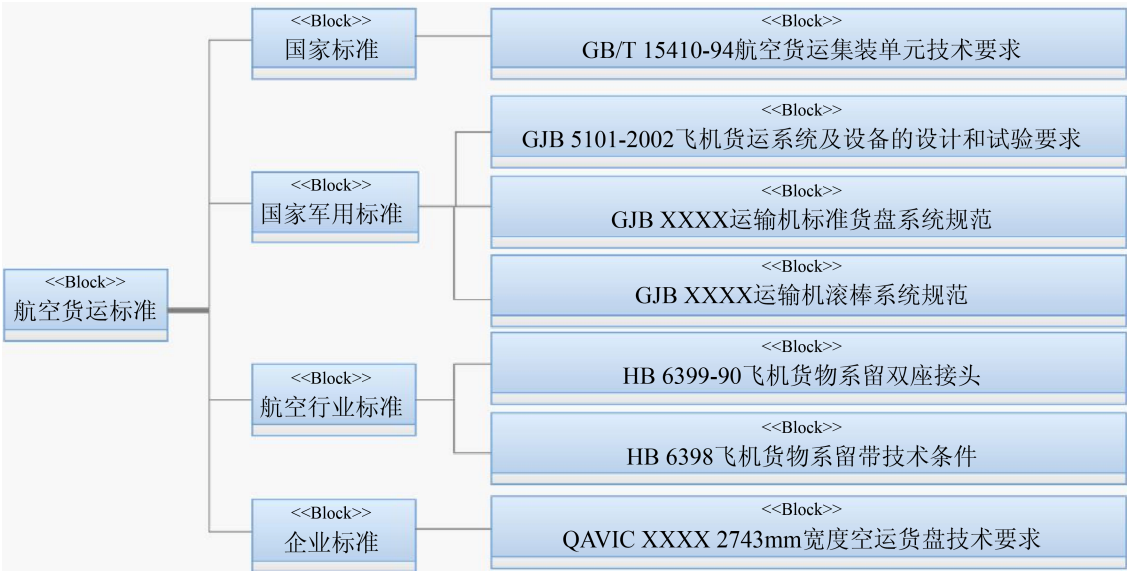 <<Block>>
航空货运标准
<<Block>>
国家标准
<<Block>>
GB/T 15410-94航空货运集装单元技术要求
<<Block>>
国家军用标准
<<Block>>
GJB 5101-2002飞机货运系统及设备的设计和试验要求
<<Block>>
GJB XXXX运输机标准货盘系统规范
<<Block>>
GJB XXXX运输机滚棒系统规范
<<Block>>
航空行业标准
<<Block>>
HB 6399-90飞机货物系留双座接头
<<Block>>
HB 6398飞机货物系留带技术条件
<<Block>>
企业标准
<<Block>>
QAVIC XXXX 2743mm宽度空运货盘技术要求